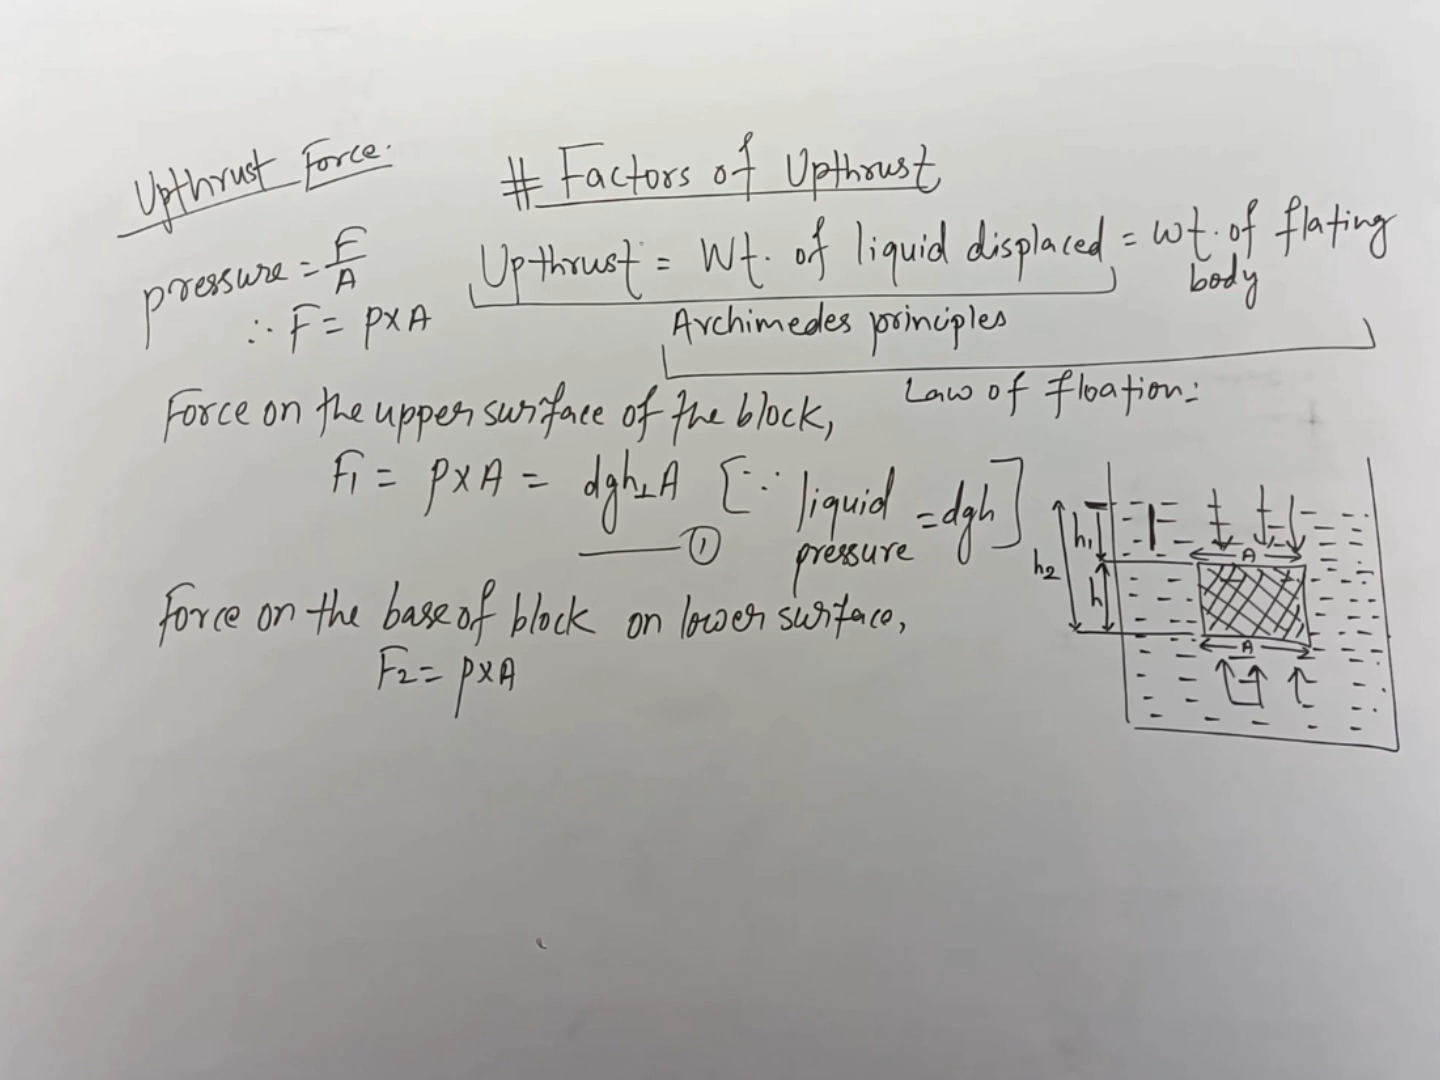 Upthrust Force.
# Factors of Upthrust
pressure = F/A
∴ F = P×A
Upthrust = Wt. of liquid displaced = wt. of flating body
Archimedes principles
Law of floation:
Force on the upper surface of the block,
F₁ = P×A = dgh₁A [∵ liquid pressure = dgh]
①
Force on the base of block on lower surface,
F₂ = P×A
h₂
h₁
h
A
A